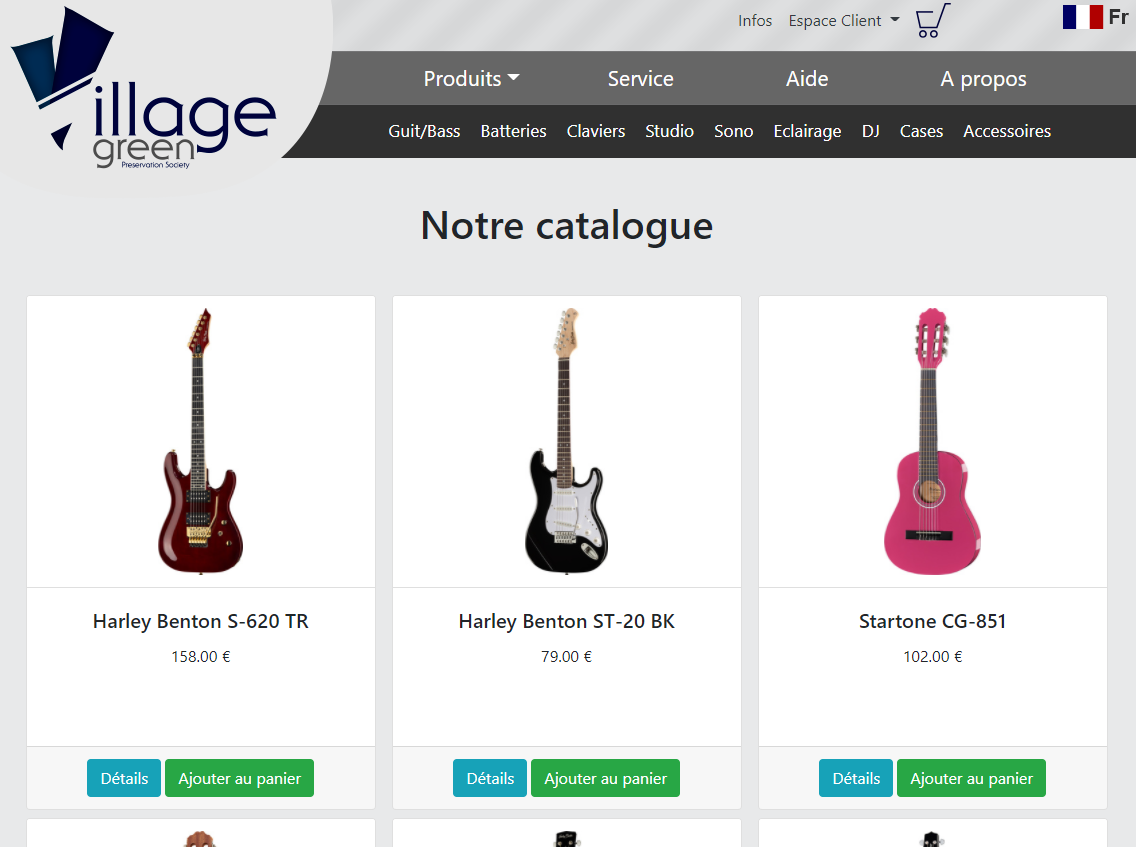 Infos Espace Client Fr
Produits Service Aide A propos
Guit/Bass Batteries Claviers Studio Sono Eclairage DJ Cases Accessoires
illage
green
Preservation Society
Notre catalogue
Harley Benton S-620 TR
158.00 €
Détails Ajouter au panier
Harley Benton ST-20 BK
79.00 €
Détails Ajouter au panier
Startone CG-851
102.00 €
Détails Ajouter au panier